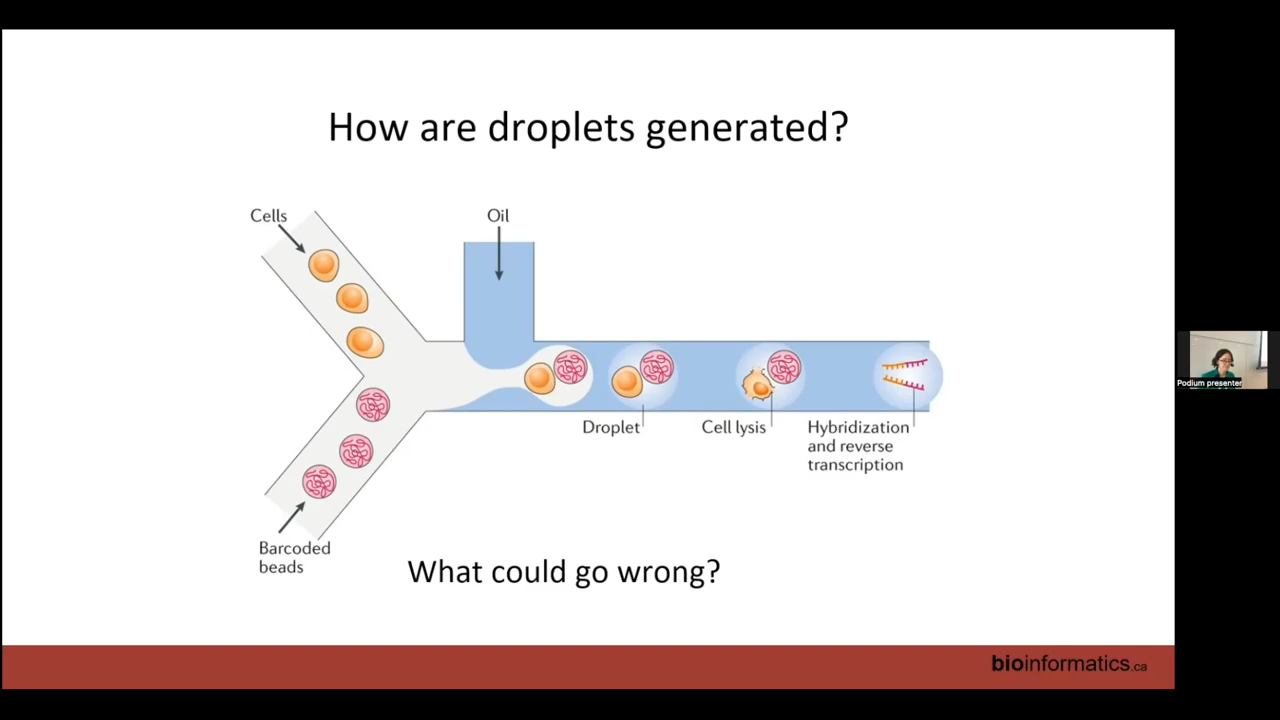 How are droplets generated?
Cells
Oil
Droplet
Cell lysis
Hybridization
and reverse
transcription
Barcoded
beads
What could go wrong?
bioinformatics.ca
Podium presenter